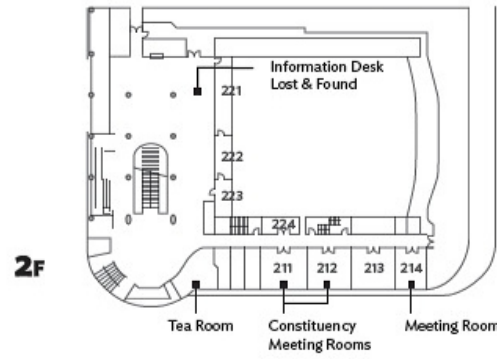 Information Desk
Lost & Found
221
222
223
224
2F
211 212 213 214
Tea Room
Constituency
Meeting Rooms
Meeting Room